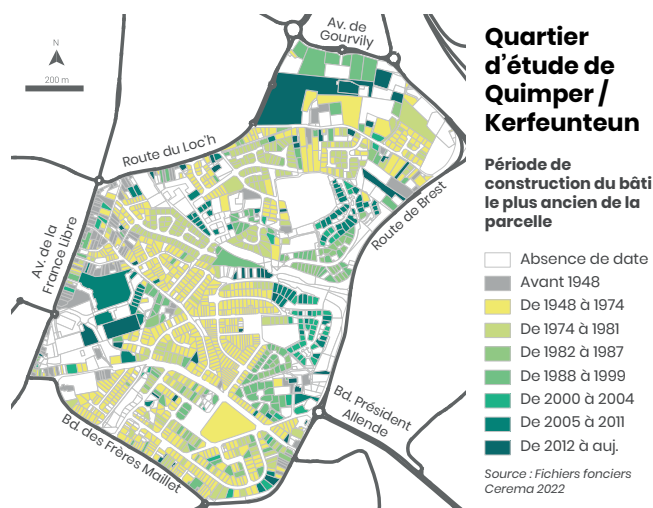 Av. de
Gourvily
N
200 m
Route du Loc'h
Av. de la
France Libre
Route de Brest
Bd. Président
Allende
Bd. des Frères Maillet
Quartier
d'étude de
Quimper /
Kerfeunteun
Période de
construction du bâti
le plus ancien de la
parcelle
Absence de date
Avant 1948
De 1948 à 1974
De 1974 à 1981
De 1982 à 1987
De 1988 à 1999
De 2000 à 2004
De 2005 à 2011
De 2012 à auj.
Source : Fichiers fonciers
Cerema 2022